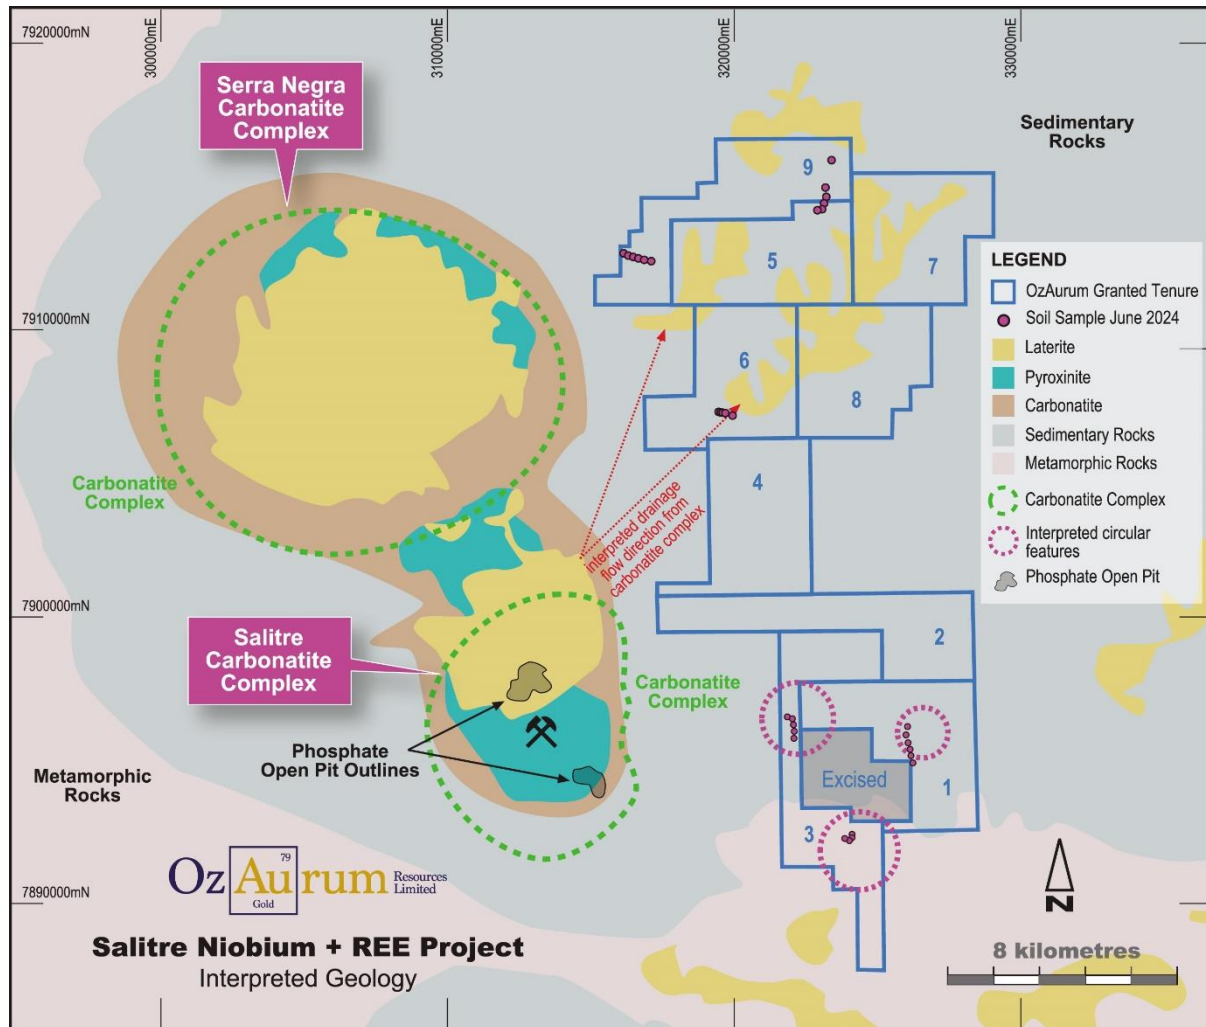 7920000mN
300000mE
310000mE
320000mE
330000mE
Serra Negra
Carbonatite
Complex
Sedimentary
Rocks
9
5
7
LEGEND
OzAurum Granted Tenure
Soil Sample June 2024
Laterite
Pyroxinite
Carbonatite
Sedimentary Rocks
Metamorphic Rocks
Carbonatite Complex
Interpreted circular
features
Phosphate Open Pit
7910000mN
6
8
4
Carbonatite
Complex
interpreted drainage
flow direction from
carbonatite complex
7900000mN
2
Salitre
Carbonatite
Complex
Carbonatite
Complex
Phosphate
Open Pit Outlines
Metamorphic
Rocks
Excised
1
3
7890000mN
OzAurum
79
Gold
Resources
Limited
N
Salitre Niobium + REE Project
Interpreted Geology
8 kilometres